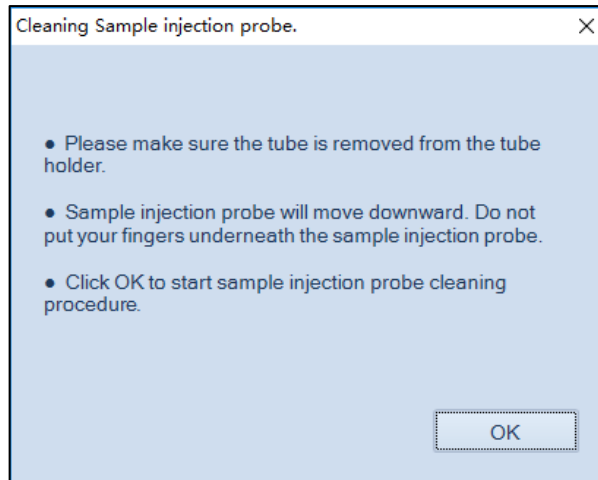 Cleaning Sample injection probe.
● Please make sure the tube is removed from the tube
holder.
● Sample injection probe will move downward. Do not
put your fingers underneath the sample injection probe.
● Click OK to start sample injection probe cleaning
procedure.
OK